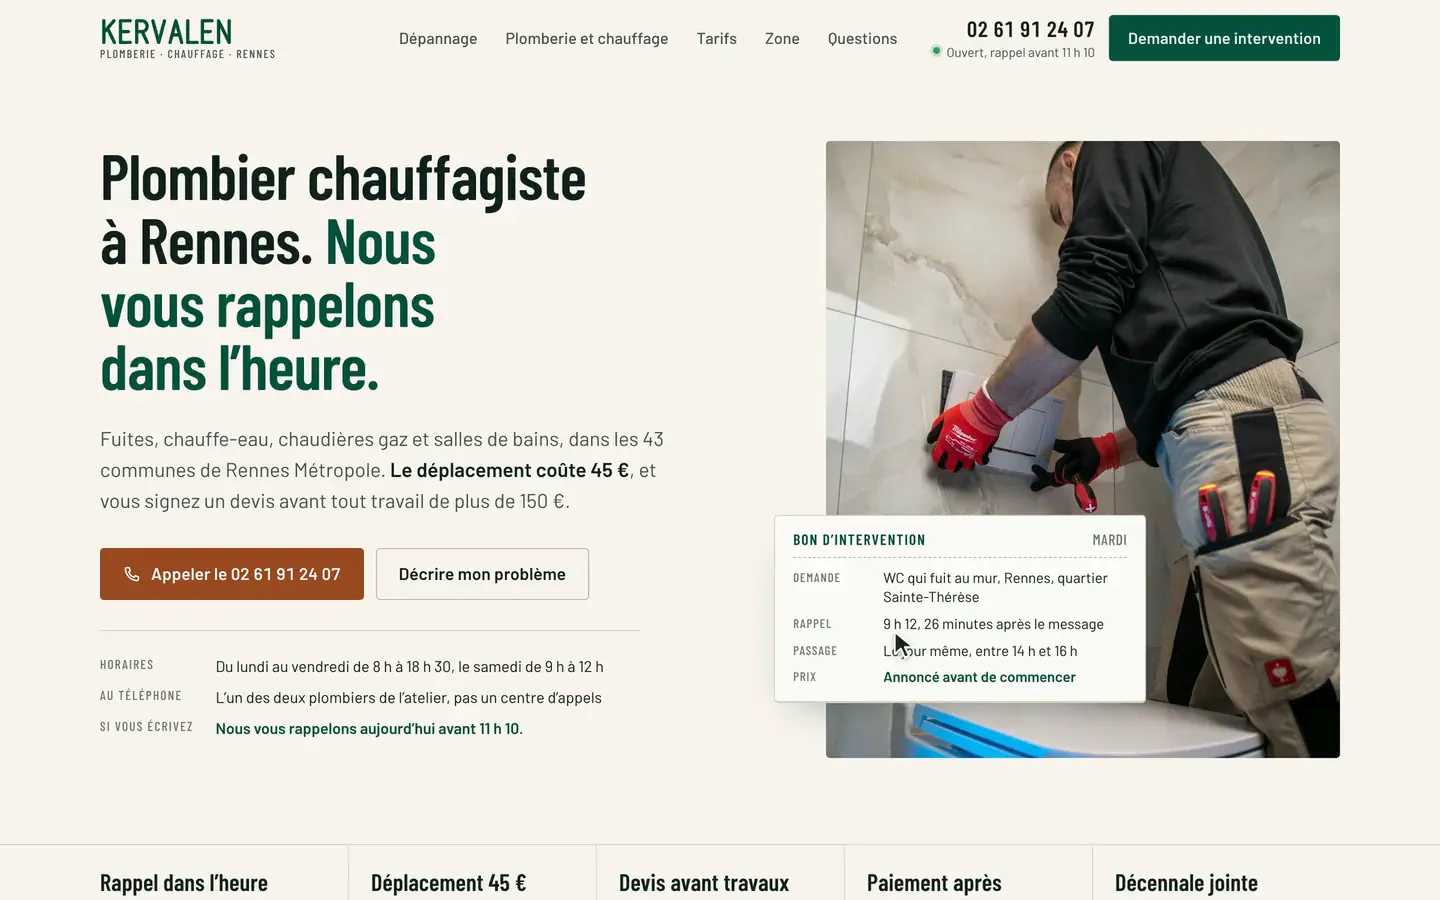 KERVALEN
PLOMBERIE · CHAUFFAGE · RENNES
Dépannage
Plomberie et chauffage
Tarifs
Zone
Questions
02 61 91 24 07
Ouvert, rappel avant 11 h 10
Demander une intervention
Plombier chauffagiste
à Rennes. Nous
vous rappelons
dans l’heure.
Fuites, chauffe-eau, chaudières gaz et salles de bains, dans les 43
communes de Rennes Métropole. Le déplacement coûte 45 €, et
vous signez un devis avant tout travail de plus de 150 €.
Appeler le 02 61 91 24 07
Décrire mon problème
HORAIRES
Du lundi au vendredi de 8 h à 18 h 30, le samedi de 9 h à 12 h
AU TÉLÉPHONE
L’un des deux plombiers de l’atelier, pas un centre d’appels
SI VOUS ÉCRIVEZ
Nous vous rappelons aujourd’hui avant 11 h 10.
Milwaukee
BON D’INTERVENTION
MARDI
DEMANDE
WC qui fuit au mur, Rennes, quartier
Sainte-Thérèse
RAPPEL
9 h 12, 26 minutes après le message
PASSAGE
même, entre 14 h et 16 h
PRIX
Annoncé avant de commencer
Rappel dans l’heure
Déplacement 45 €
Devis avant travaux
Paiement après
Décennale jointe